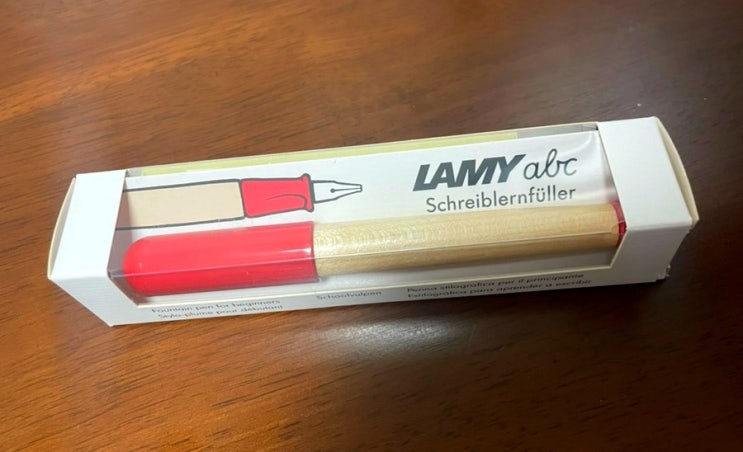 LAMY abc
Schreiblernfüller
Fountain pen for beginners
Stylo plume pour débutant
Schoolvulpen
Penna stilografica per il principiante
Estilográfica para aprender a escribir